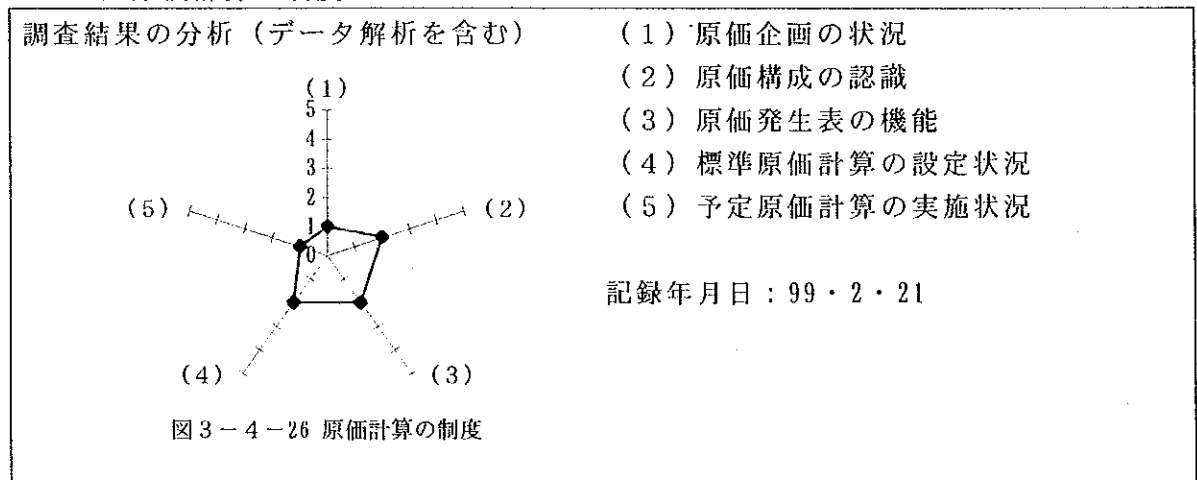 調査結果の分析（データ解析を含む）
(1)
5
4
3
2
1
0
(2)
(3)
(4)
(5)
図3－4－26 原価計算の制度
(1) 原価企画の状況
(2) 原価構成の認識
(3) 原価発生表の機能
(4) 標準原価計算の設定状況
(5) 予定原価計算の実施状況
記録年月日：99・2・21